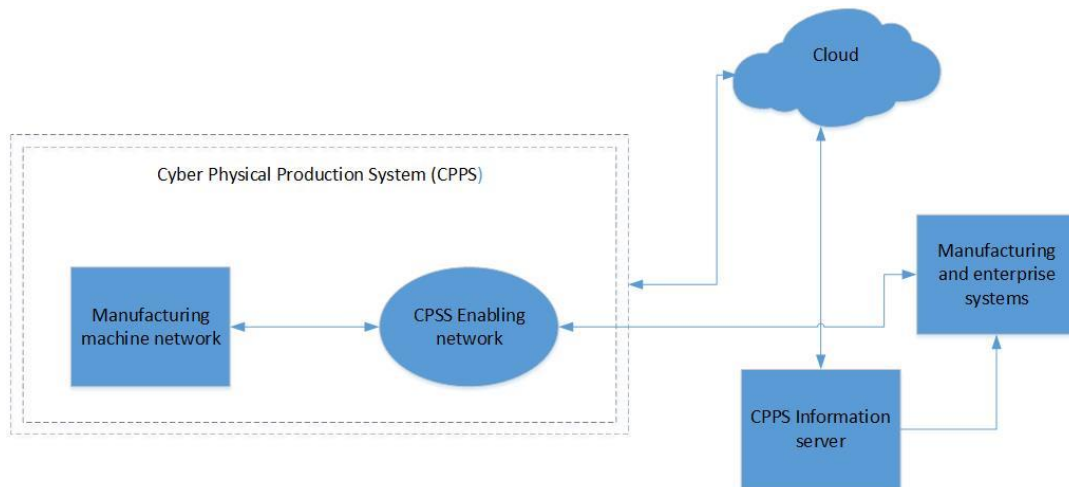 Cloud
Cyber Physical Production System (CPPS)
Manufacturing
and enterprise
systems
Manufacturing
machine network
CPSS Enabling
network
CPPS Information
server